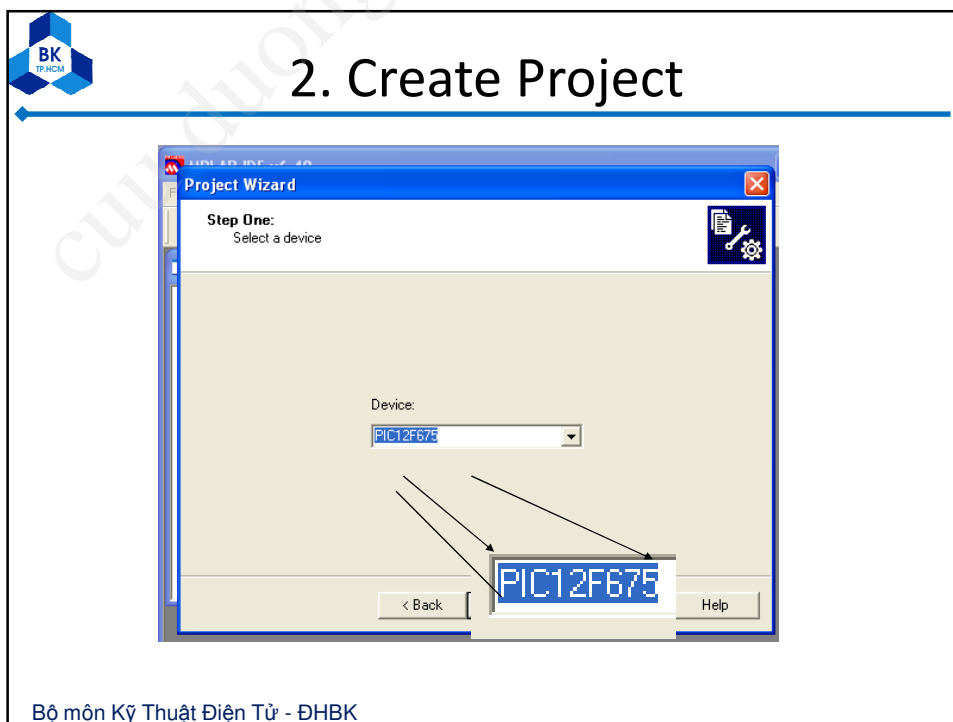 BK
TP.HCM
2. Create Project
Project Wizard
Step One:
Select a device
Device:
PIC12F675
PIC12F675
< Back
Help
Bộ môn Kỹ Thuật Điện Tử - ĐHBK